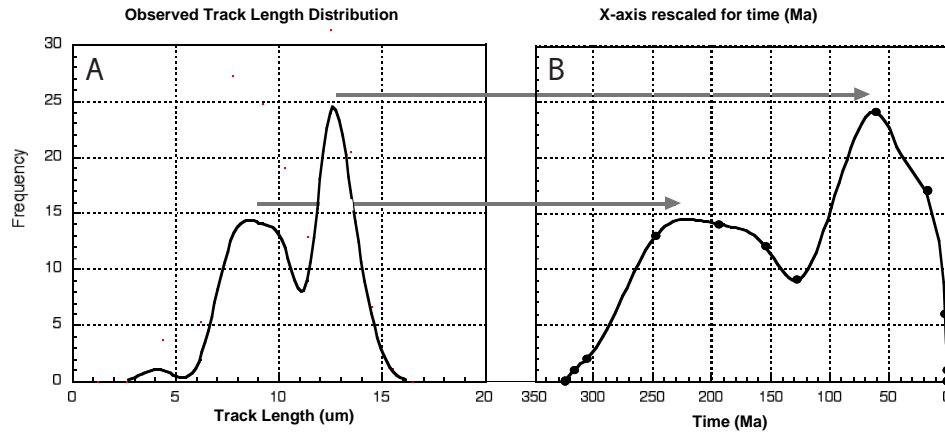 Observed Track Length Distribution
X-axis rescaled for time (Ma)
A
B
Frequency
30
25
20
15
10
5
0
0 5 10 15 20
350 300 250 200 150 100 50 0
Track Length (um)
Time (Ma)